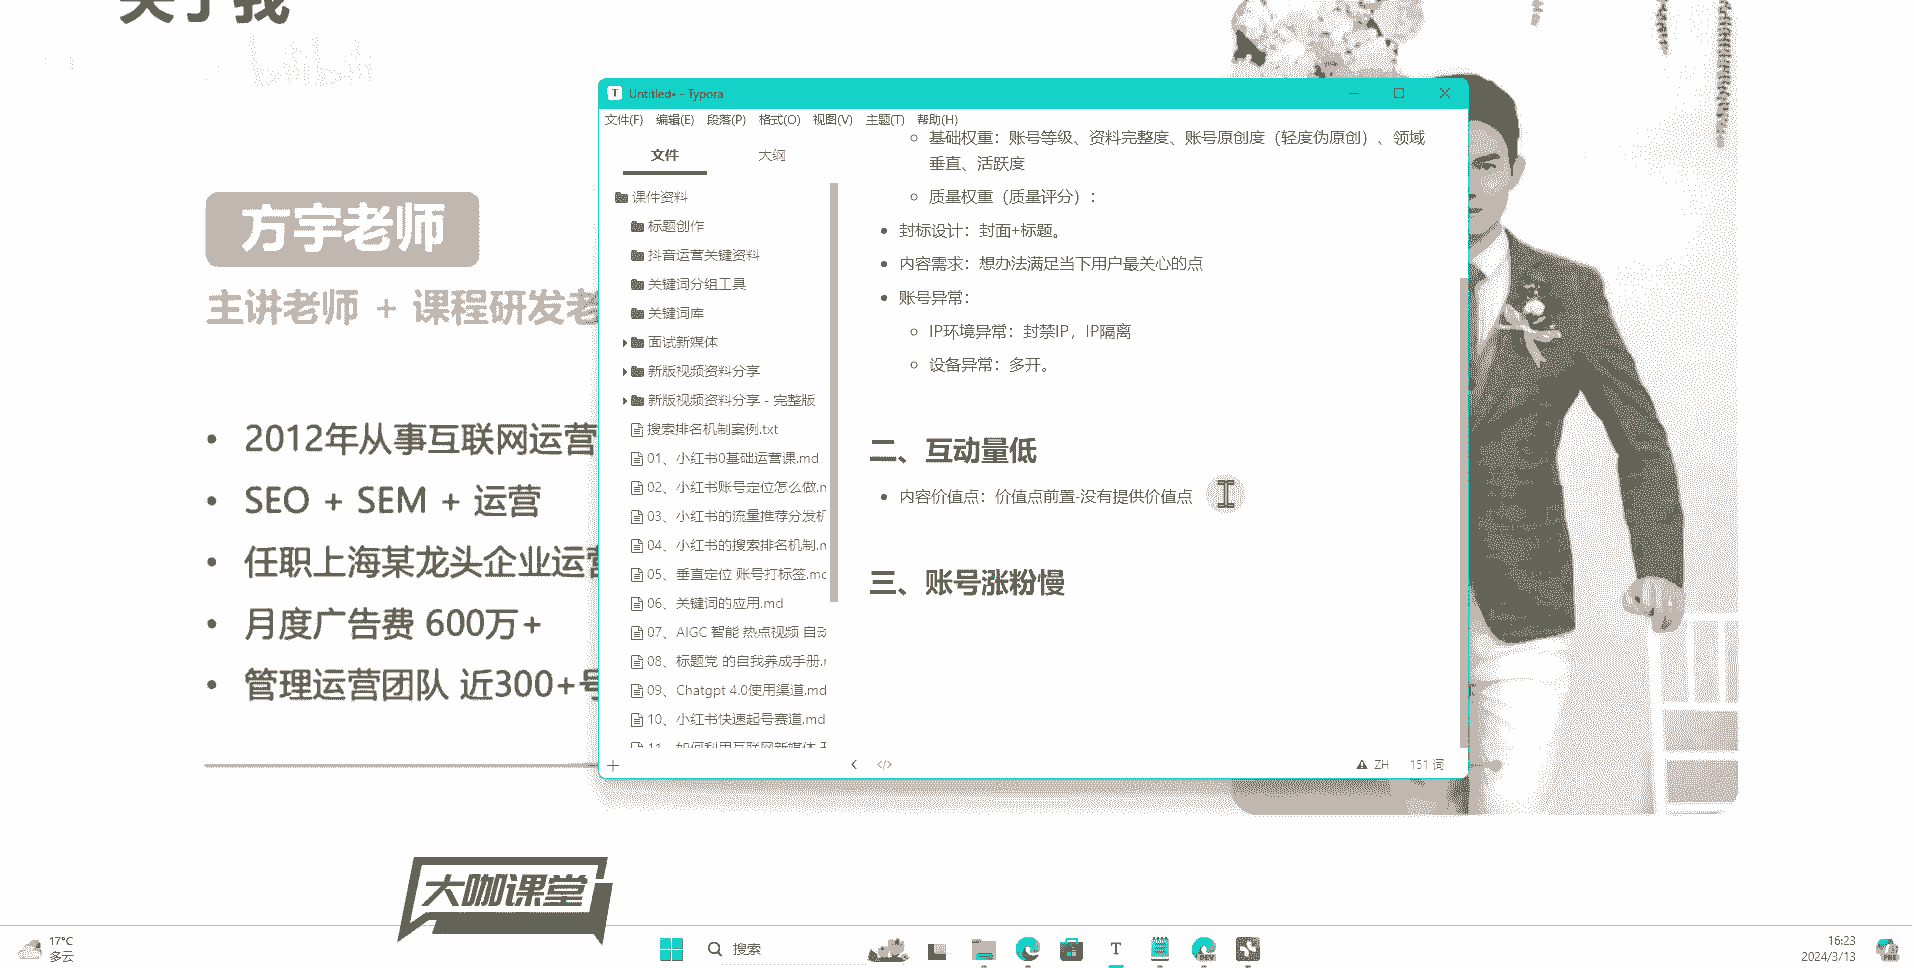 关于我
bilibili
方宇老师
主讲老师 + 课程研发老
• 2012年从事互联网运营
• SEO + SEM + 运营
• 任职上海某龙头企业运营
• 月度广告费 600万+
• 管理运营团队 近300+号
Untitled• - Typora
文件(F) 编辑(E) 段落(P) 格式(O) 视图(V) 主题(T) 帮助(H)
文件 大纲
课件资料
标题创作
抖音运营关键资料
关键词分组工具
关键词库
面试新媒体
新版视频资料分享
新版视频资料分享 - 完整版
搜索排名机制案例.txt
01、小红书0基础运营课.md
02、小红书账号定位怎么做.m
03、小红书的流量推荐分发机
04、小红书的搜索排名机制.m
05、垂直定位 账号打标签.md
06、关键词的应用.md
07、AIGC 智能 热点视频 自动
08、标题党 的自我养成手册.m
09、Chatgpt 4.0使用渠道.md
10、小红书快速起号赛道.md
11、如何利用互联网新媒体
基础权重：账号等级、资料完整度、账号原创度（轻度伪原创）、领域
垂直、活跃度
质量权重（质量评分）：
封标设计：封面+标题。
内容需求：想办法满足当下用户最关心的点
账号异常：
IP环境异常：封禁IP，IP隔离
设备异常：多开。
二、互动量低
内容价值点：价值点前置-没有提供价值点
三、账号涨粉慢
ZH 151 词
大咖课堂
17°C
多云
搜索
T
DEV
16:23
2024/3/13
PRE